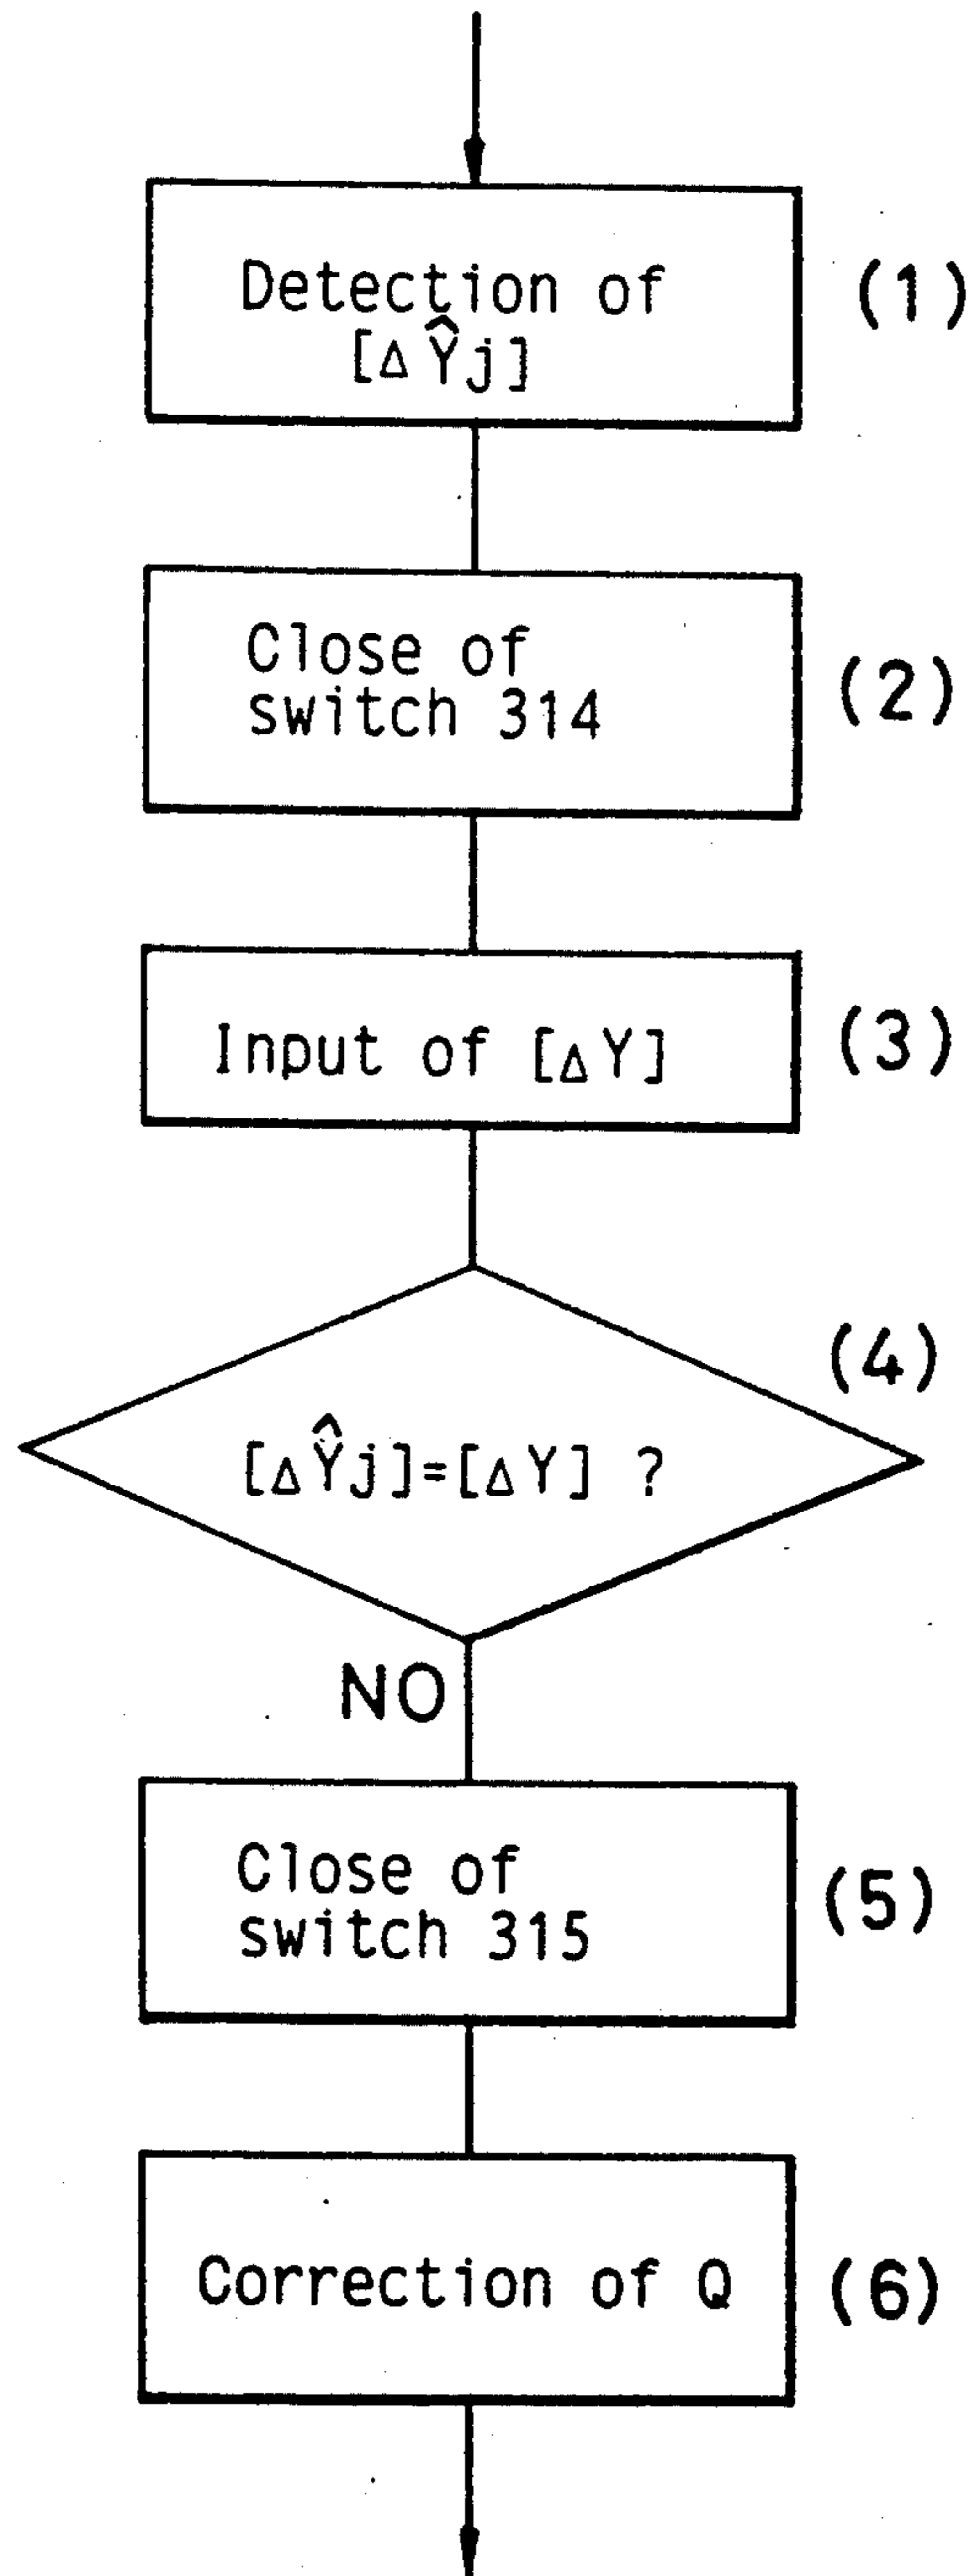 Detection of (1)
[ΔŶj]
Close of
switch 314 (2)
Input of [ΔY] (3)
(4)
[ΔŶj]=[ΔY] ?
NO
Close of
switch 315 (5)
Correction of Q (6)